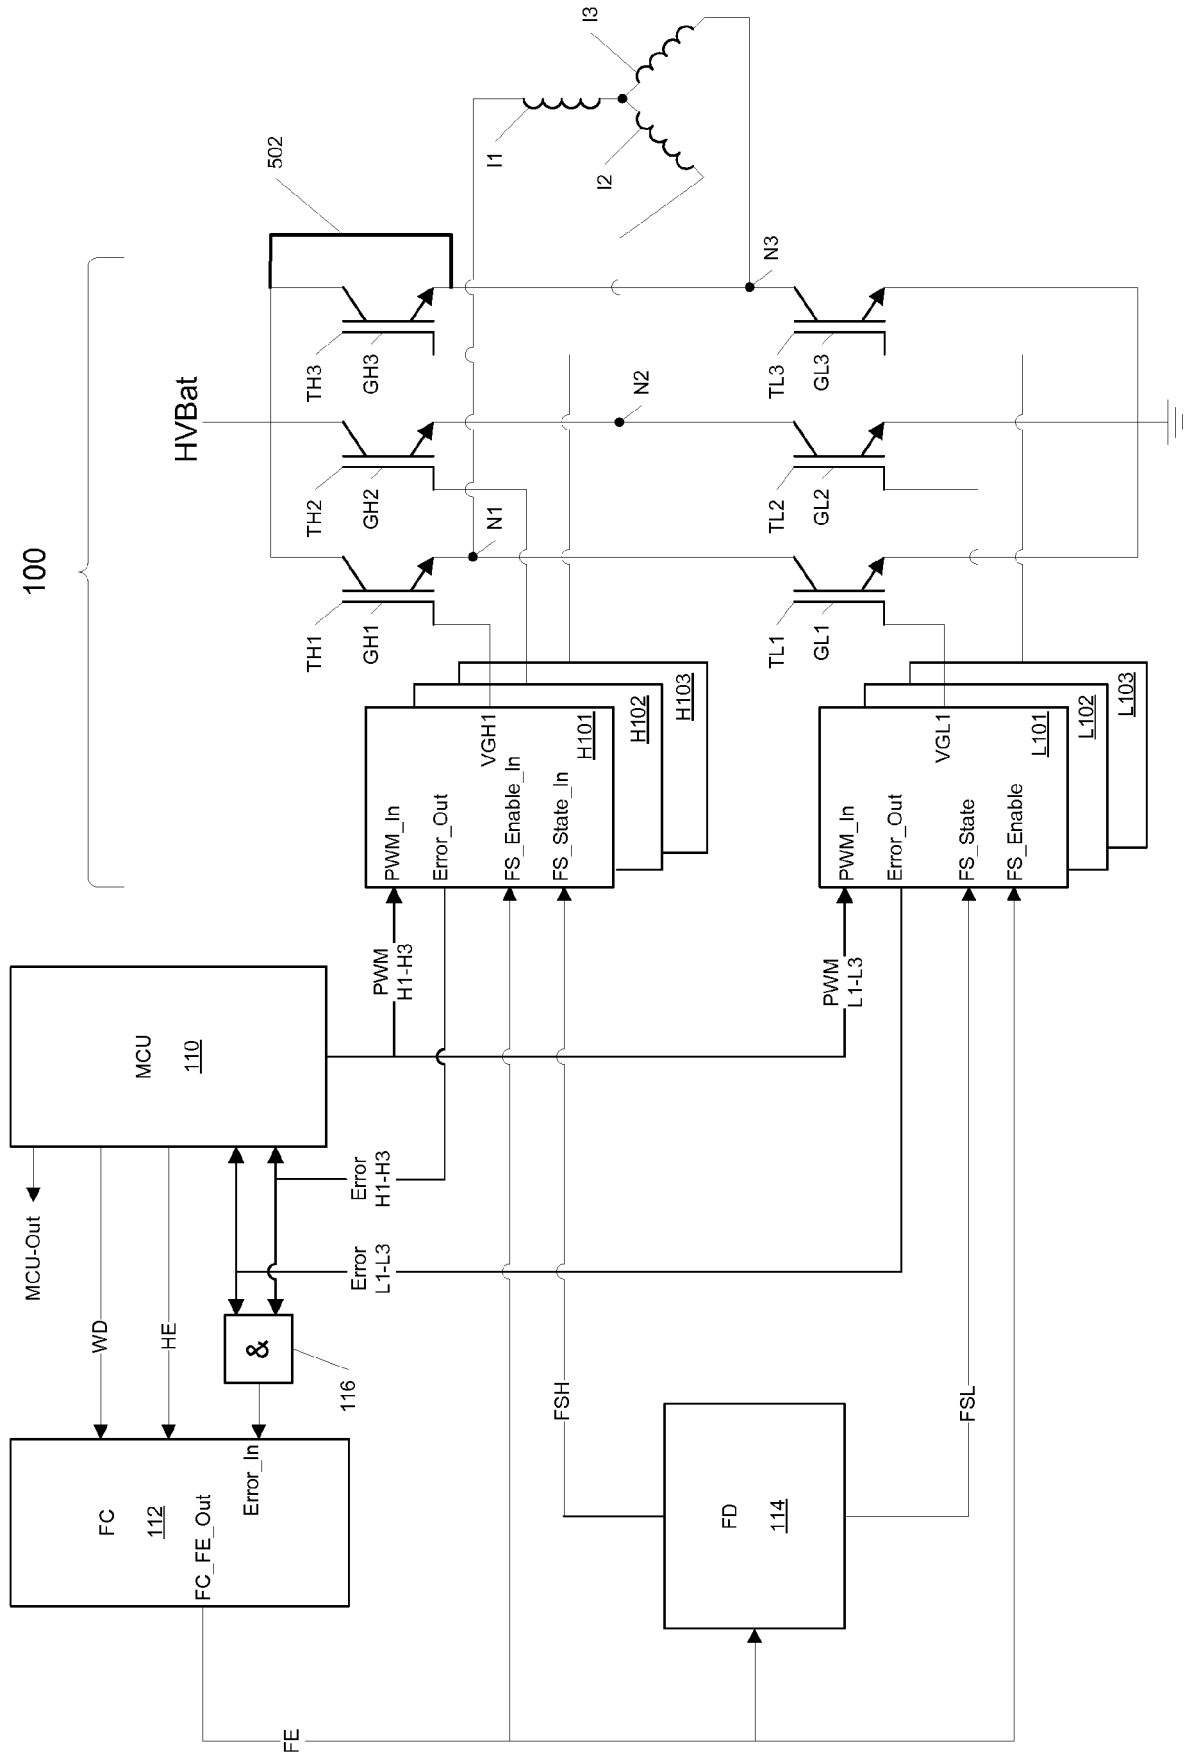 100
HVBat
502
I1
I2
I3
TH1
GH1
TH2
GH2
TH3
GH3
N1
N2
N3
TL1
GL1
TL2
GL2
TL3
GL3
MCU
110
MCU-Out
WD
HE
FC
112
FC_FE_Out
Error_In
&
116
Error
H1-H3
Error
L1-L3
PWM
H1-H3
PWM
L1-L3
PWM_In
Error_Out
VGH1
FS_Enable_In
FS_State_In
H101
H102
H103
PWM_In
Error_Out
VGL1
FS_State
FS_Enable
L101
L102
L103
FSH
FSL
FD
114
FE